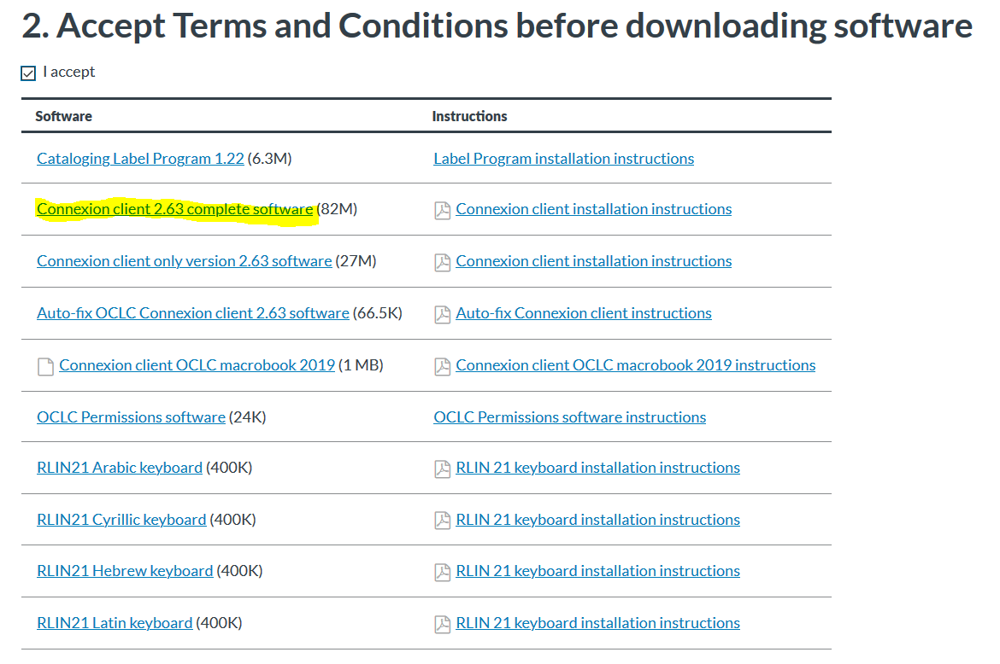 2. Accept Terms and Conditions before downloading software
I accept
Software Instructions
Cataloging Label Program 1.22 (6.3M) Label Program installation instructions
Connexion client 2.63 complete software (82M) Connexion client installation instructions
Connexion client only version 2.63 software (27M) Connexion client installation instructions
Auto-fix OCLC Connexion client 2.63 software (66.5K) Auto-fix Connexion client instructions
Connexion client OCLC macrobook 2019 (1 MB) Connexion client OCLC macrobook 2019 instructions
OCLC Permissions software (24K) OCLC Permissions software instructions
RLIN21 Arabic keyboard (400K) RLIN 21 keyboard installation instructions
RLIN21 Cyrillic keyboard (400K) RLIN 21 keyboard installation instructions
RLIN21 Hebrew keyboard (400K) RLIN 21 keyboard installation instructions
RLIN21 Latin keyboard (400K) RLIN 21 keyboard installation instructions